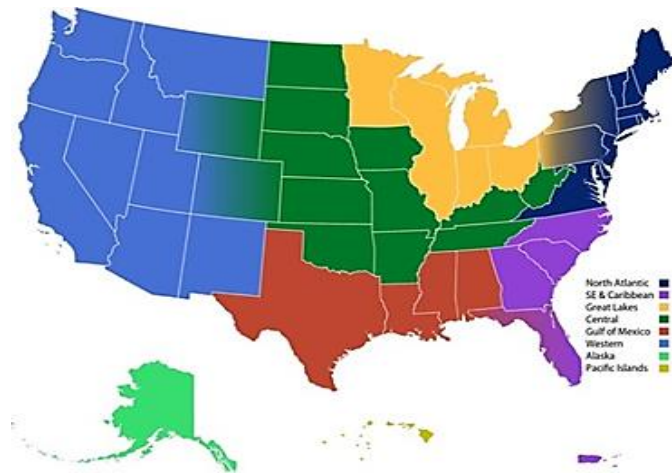 North Atlantic
SE & Caribbean
Great Lakes
Central
Gulf of Mexico
Western
Alaska
Pacific Islands